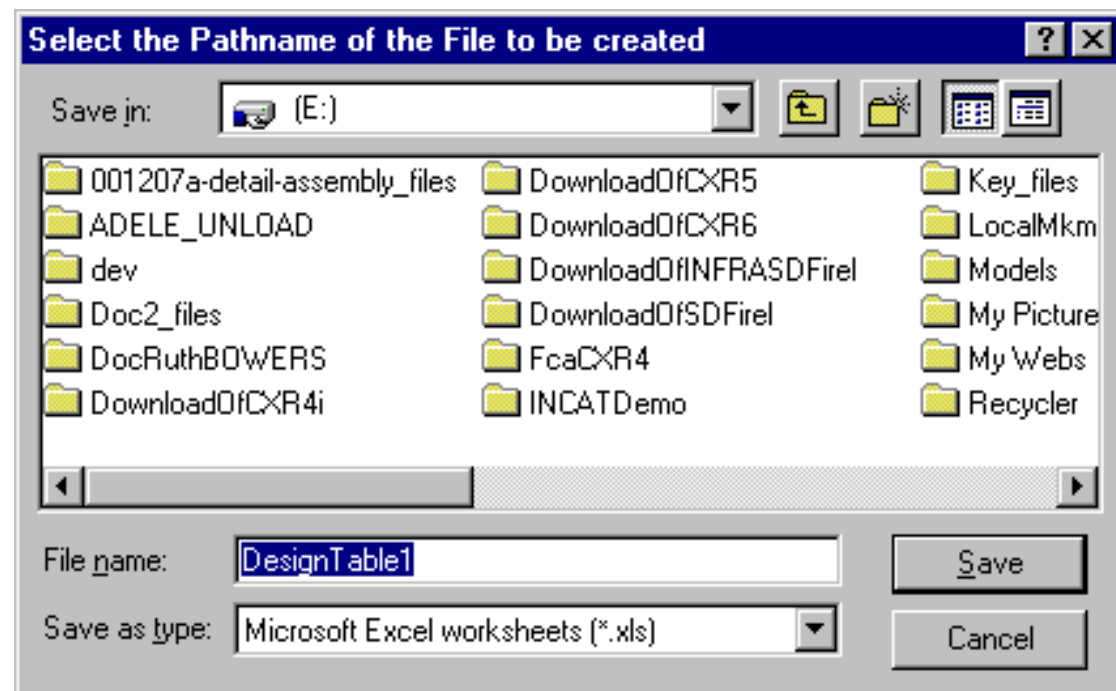 Select the Pathname of the File to be created
Save in:
(E:)
001207a-detail-assembly_files
ADELE_UNLOAD
dev
Doc2_files
DocRuthBOWERS
DownloadOfCXR4i
DownloadOfCXR5
DownloadOfCXR6
DownloadOfINFRASDFirel
DownloadOfSDFirel
FcaCXR4
INCATDemo
Key_files
LocalMkm
Models
My Picture
My Webs
Recycler
File name:
DesignTable1
Save
Save as type:
Microsoft Excel worksheets (*.xls)
Cancel